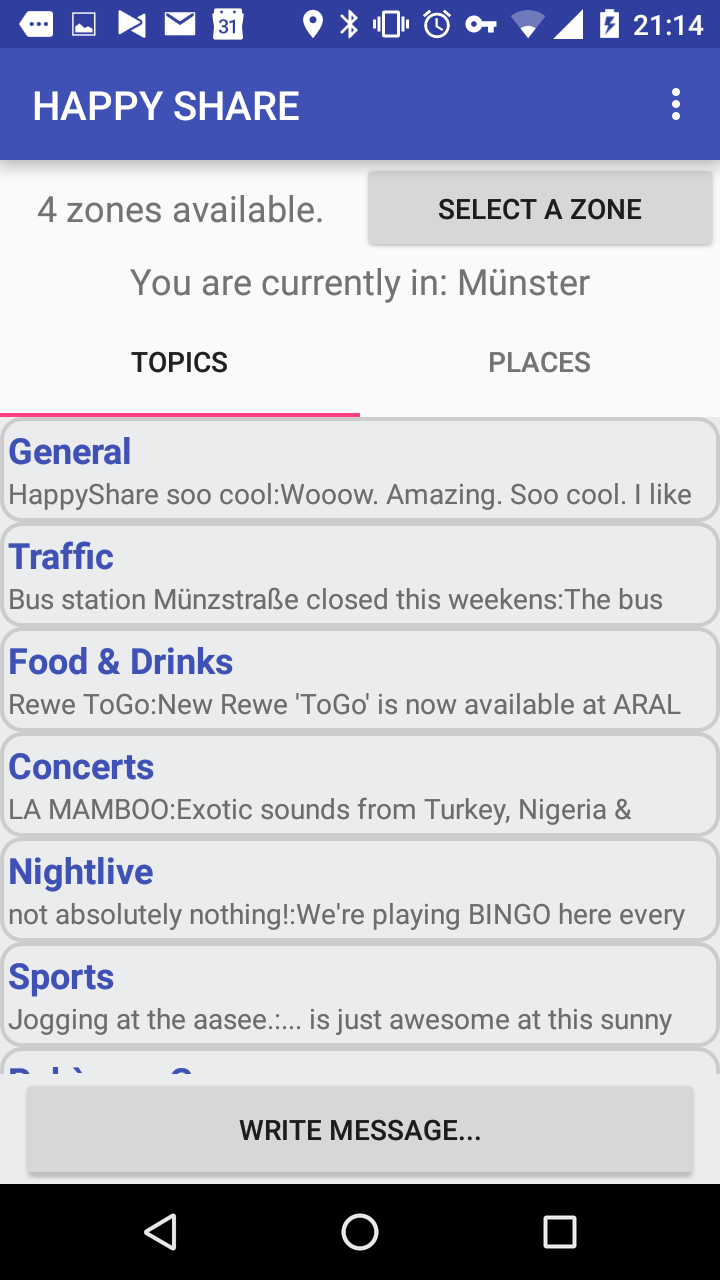 31
21:14
HAPPY SHARE
4 zones available.
SELECT A ZONE
You are currently in: Münster
TOPICS
PLACES
General
HappyShare soo cool:Wooow. Amazing. Soo cool. I like
Traffic
Bus station Münzstraße closed this weekens:The bus
Food & Drinks
Rewe ToGo:New Rewe 'ToGo' is now available at ARAL
Concerts
LA MAMBOO:Exotic sounds from Turkey, Nigeria &
Nightlive
not absolutely nothing!:We're playing BINGO here every
Sports
Jogging at the aasee.:... is just awesome at this sunny
WRITE MESSAGE...